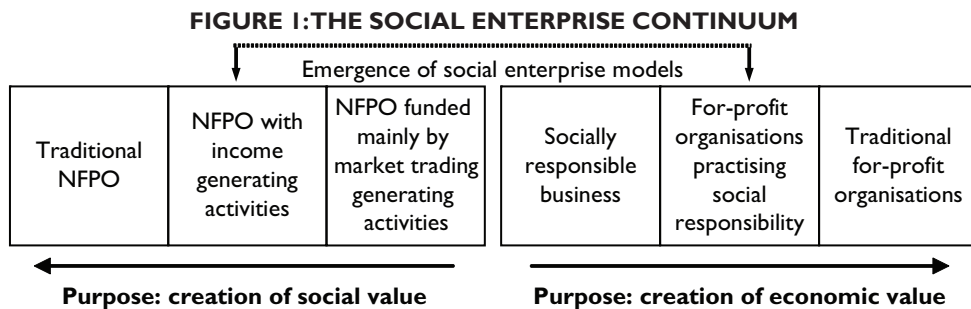 FIGURE 1:THE SOCIAL ENTERPRISE CONTINUUM
Emergence of social enterprise models
Traditional
NFPO
NFPO with
income
generating
activities
NFPO funded
mainly by
market trading
generating
activities
Socially
responsible
business
For-profit
organisations
practising
social
responsibility
Traditional
for-profit
organisations
Purpose: creation of social value
Purpose: creation of economic value